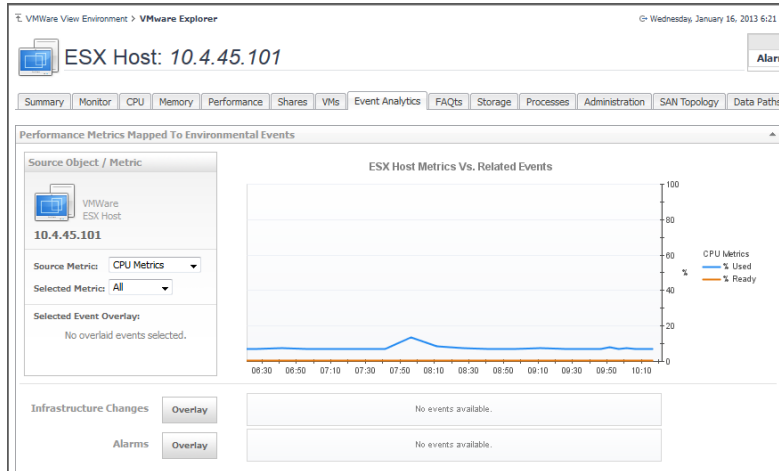 VMWare View Environment > VMware Explorer
Wednesday, January 16, 2013 6:21
ESX Host: 10.4.45.101
Alarm
Summary Monitor CPU Memory Performance Shares VMs Event Analytics FAQts Storage Processes Administration SAN Topology Data Paths
Performance Metrics Mapped To Environmental Events
Source Object / Metric
VMWare
ESX Host
10.4.45.101
Source Metric: CPU Metrics
Selected Metric: All
Selected Event Overlay:
No overlaid events selected.
ESX Host Metrics Vs. Related Events
100
80
60
40
20
0
%
CPU Metrics
% Used
% Ready
06:30 06:50 07:10 07:30 07:50 08:10 08:30 08:50 09:10 09:30 09:50 10:10
Infrastructure Changes Overlay No events available.
Alarms Overlay No events available.